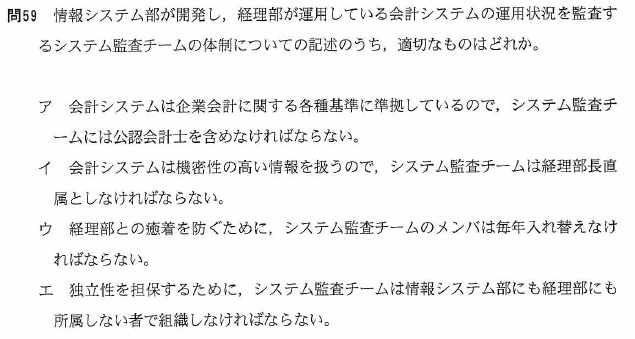 問59 情報システム部が開発し，経理部が運用している会計システムの運用状況を監査す
るシステム監査チームの体制についての記述のうち，適切なものはどれか。
ア 会計システムは企業会計に関する各種基準に準拠しているので，システム監査チ
ームには公認会計士を含めなければならない。
イ 会計システムは機密性の高い情報を扱うので，システム監査チームは経理部長直
属としなければならない。
ウ 経理部との癒着を防ぐために，システム監査チームのメンバは毎年入れ替えなけ
ればならない。
エ 独立性を担保するために，システム監査チームは情報システム部にも経理部にも
所属しない者で組織しなければならない。